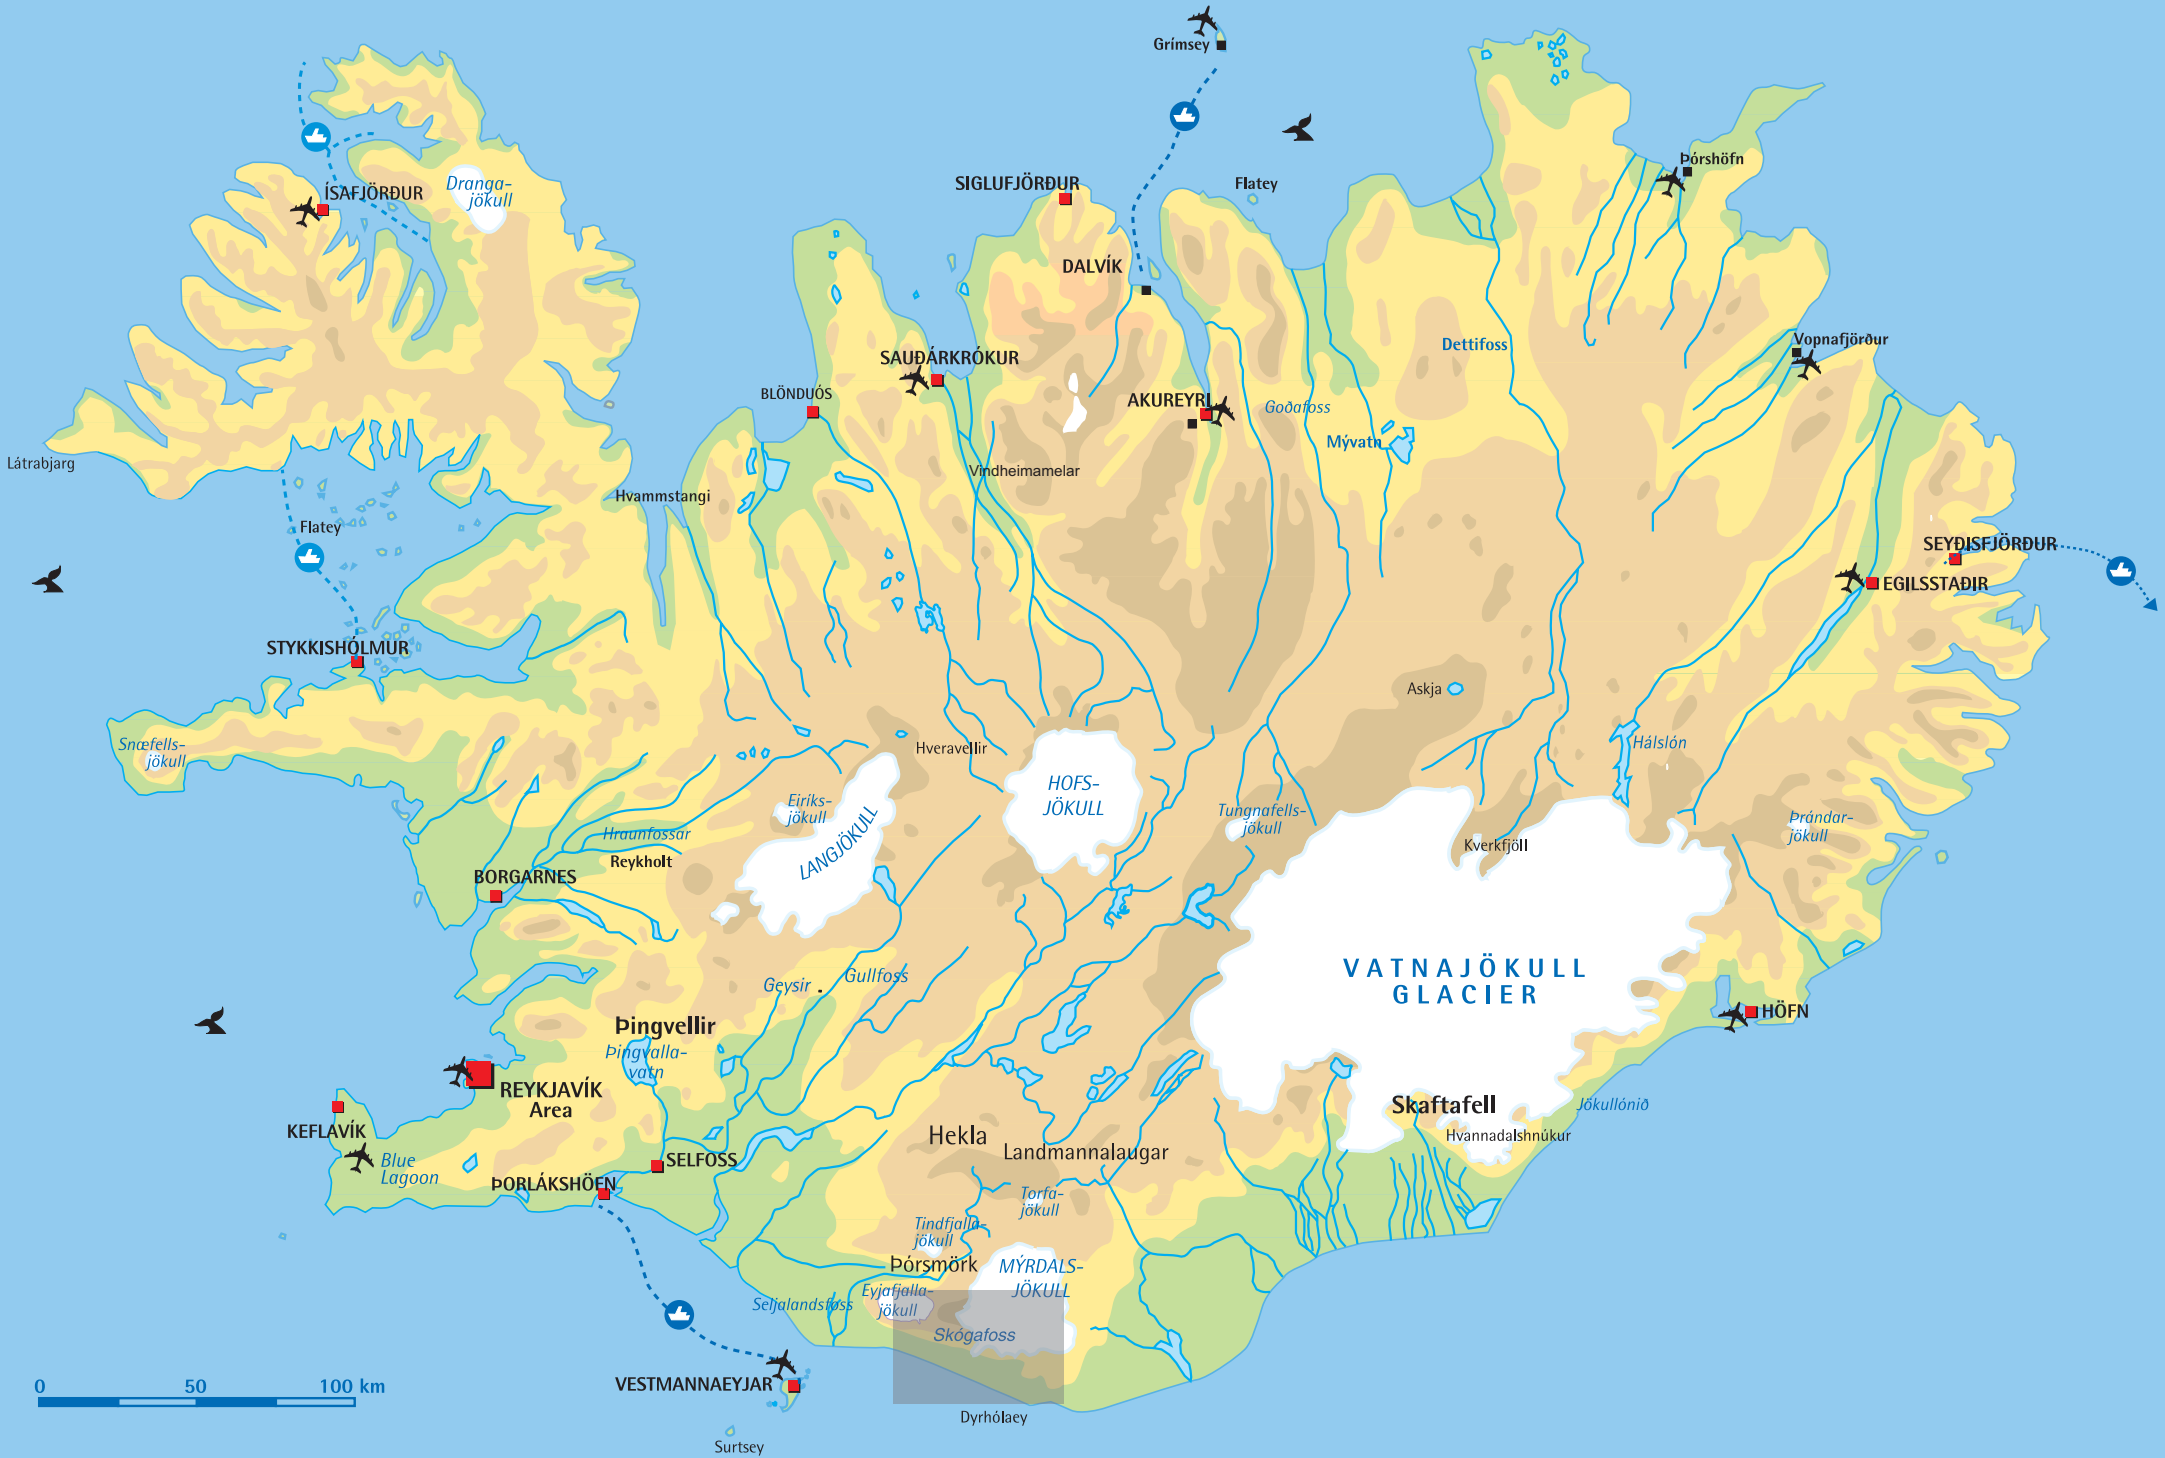 Grímsey
Þórshöfn
ÍSAFJÖRÐUR
Dranga-
jökull
SIGLUFJÖRÐUR
Flatey
DALVÍK
Dettifoss
Vopnafjörður
SAUÐÁRKRÓKUR
BLÖNDUÓS
AKUREYRI
Goðafoss
Mývatn
Látrabjarg
Vindheimamelar
Hvammstangi
Flatey
SEYÐISFJÖRÐUR
EGILSSTAÐIR
STYKKISHÓLMUR
Askja
Snæfells-
jökull
Hveravellir
Hálslón
HOFS-
JÖKULL
Eiríks-
jökull
LANGJÖKULL
Tungnafells-
jökull
Þrándar-
jökull
Hraunfossar
Reykholt
Kverkfjöll
BORGARNES
VATNAJÖKULL
GLACIER
Geysir
Gullfoss
HÖFN
Þingvellir
Þingvalla-
vatn
REYKJAVÍK
Area
Skaftafell
Jökullónið
Hvannadalshnúkur
KEFLAVÍK
Blue
Lagoon
Hekla
Landmannalaugar
SELFOSS
ÞORLÁKSHÖFN
Torfa-
jökull
Tindfjalla-
jökull
Þórsmörk
MÝRDALS-
JÖKULL
Eyjafjalla-
jökull
Seljalandsfoss
Skógafoss
0 50 100 km
VESTMANNAEYJAR
Dyrhólaey
Surtsey